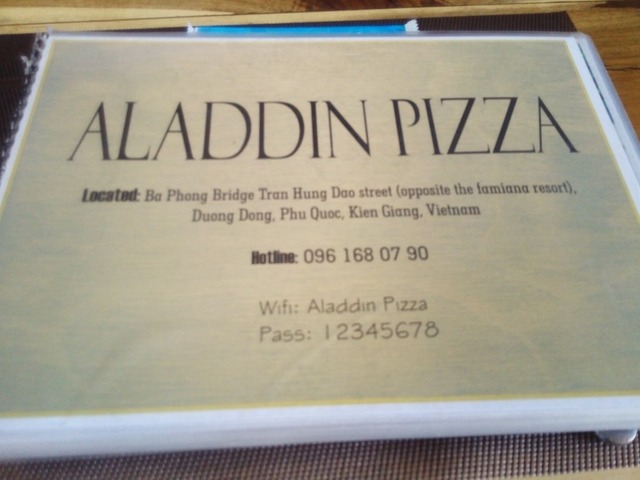 ALADDIN PIZZA
Located: Ba Phong Bridge Tran Hung Dao street (opposite the famiana resort),
Duong Dong, Phu Quoc, Kien Giang, Vietnam
Hotline: 096 168 07 90
Wifi: Aladdin Pizza
Pass: 12345678